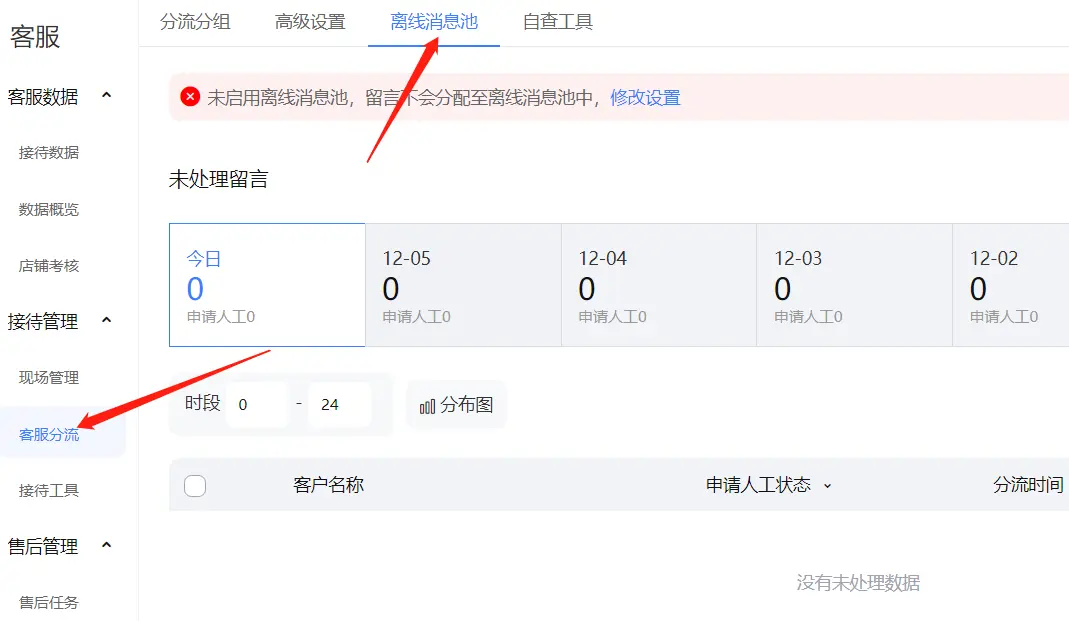 客服
客服数据
接待数据
数据概览
店铺考核
接待管理
现场管理
客服分流
接待工具
售后管理
售后任务
分流分组 高级设置 离线消息池 自查工具
未启用离线消息池，留言不会分配至离线消息池中，修改设置
未处理留言
今日
0
申请人工0
12-05
0
申请人工0
12-04
0
申请人工0
12-03
0
申请人工0
12-02
0
申请人工0
时段 0 - 24 分布图
客户名称 申请人工状态 分流时间
没有未处理数据